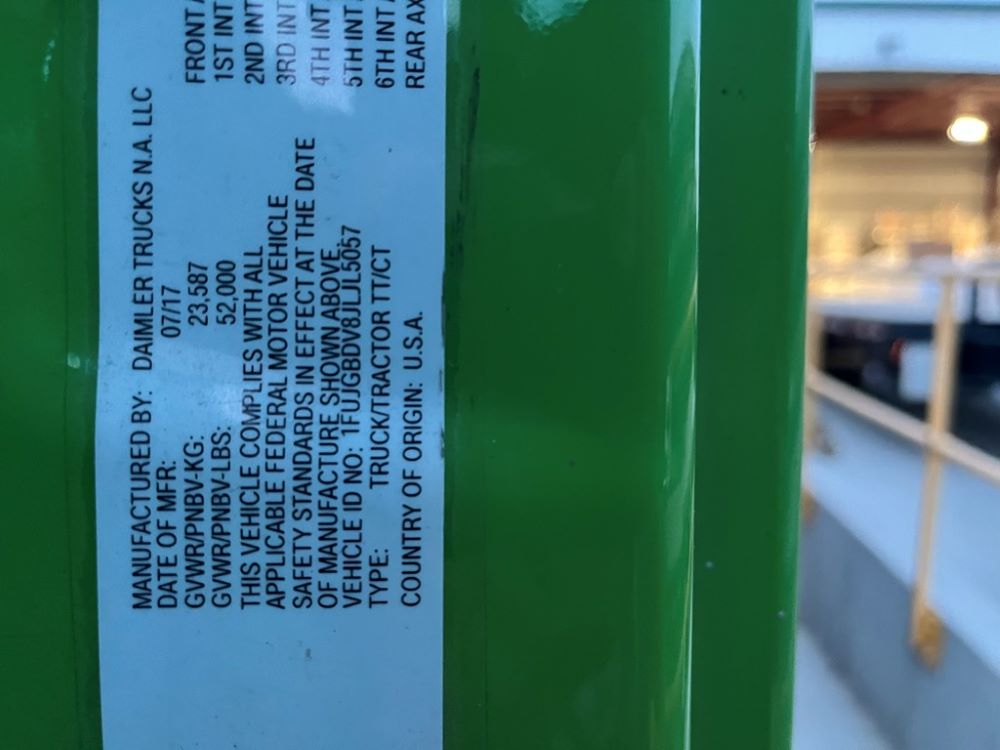 MANUFACTURED BY: DAIMLER TRUCKS N.A. LLC
DATE OF MFR: 07/17
GVWR/PNBV-KG: 23,587
GVWR/PNBV-LBS: 52,000
THIS VEHICLE COMPLIES WITH ALL
APPLICABLE FEDERAL MOTOR VEHICLE
SAFETY STANDARDS IN EFFECT AT THE DATE
OF MANUFACTURE SHOWN ABOVE.
VEHICLE ID NO: 1FUJGBDV8JLJL5057
TYPE: TRUCK/TRACTOR TT/CT
COUNTRY OF ORIGIN: U.S.A.
FRONT
1ST INT
2ND INT
3RD INT
4TH INT
5TH INT
6TH INT
REAR